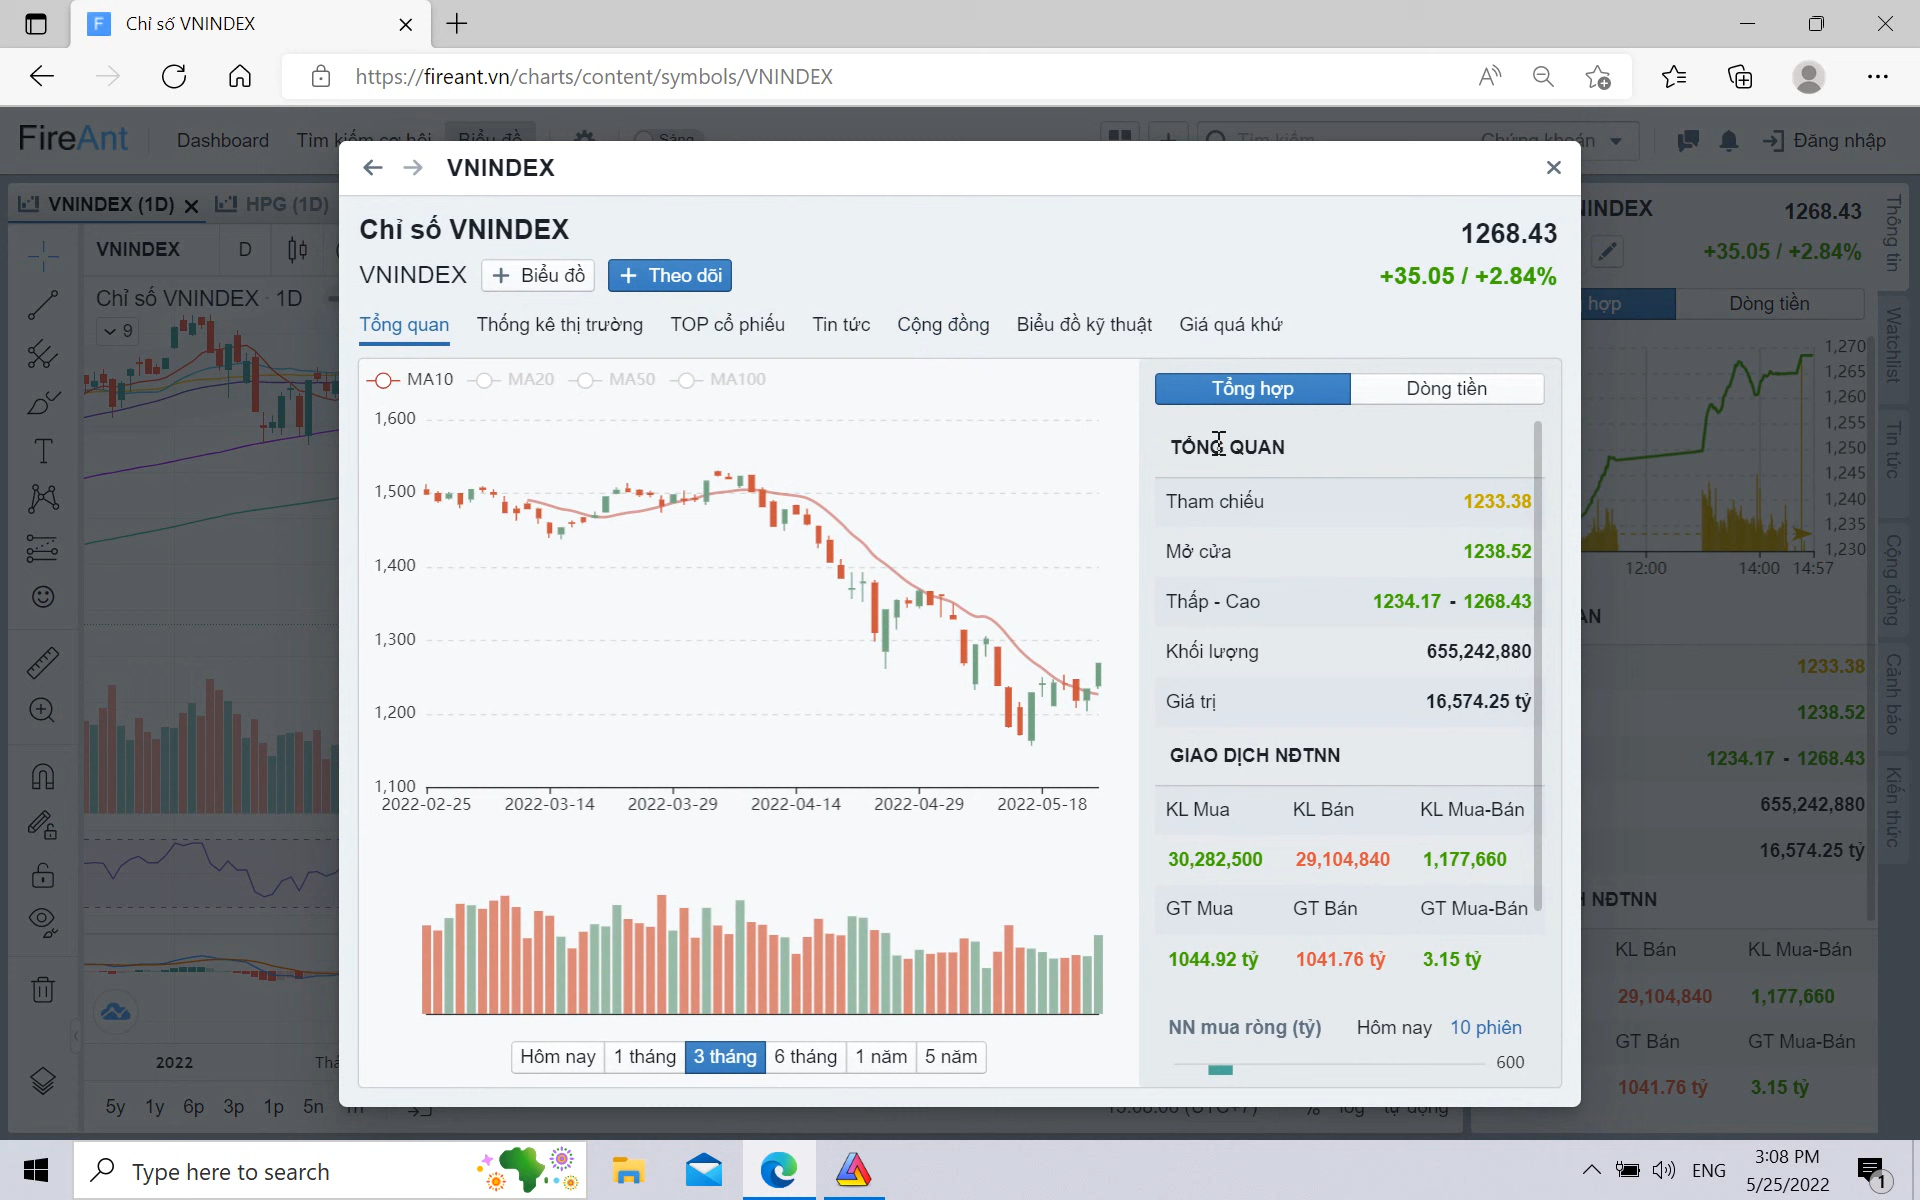 Chỉ số VNINDEX
https://fireant.vn/charts/content/symbols/VNINDEX
FireAnt
Dashboard
Đăng nhập
VNINDEX
VNINDEX (1D)
HPG (1D)
VNINDEX
D
Chỉ số VNINDEX · 1D
9
Chỉ số VNINDEX
1268.43
VNINDEX
Biểu đồ
Theo dõi
+35.05 / +2.84%
Tổng quan
Thống kê thị trường
TOP cổ phiếu
Tin tức
Cộng đồng
Biểu đồ kỹ thuật
Giá quá khứ
MA10
MA20
MA50
MA100
1,600
1,500
1,400
1,300
1,200
1,100
2022-02-25
2022-03-14
2022-03-29
2022-04-14
2022-04-29
2022-05-18
Hôm nay
1 tháng
3 tháng
6 tháng
1 năm
5 năm
Tổng hợp
Dòng tiền
TỔNG QUAN
Tham chiếu 1233.38
Mở cửa 1238.52
Thấp - Cao 1234.17 - 1268.43
Khối lượng 655,242,880
Giá trị 16,574.25 tỷ
GIAO DỊCH NĐTNN
KL Mua KL Bán KL Mua-Bán
30,282,500 29,104,840 1,177,660
GT Mua GT Bán GT Mua-Bán
1044.92 tỷ 1041.76 tỷ 3.15 tỷ
NN mua ròng (tỷ) Hôm nay 10 phiên
600
1268.43
+35.05 / +2.84%
Dòng tiền
1,270
1,265
1,260
1,255
1,250
1,245
1,240
1,235
1,230
12:00
14:00
14:57
1233.38
1238.52
1234.17 - 1268.43
655,242,880
16,574.25 tỷ
NĐTNN
KL Bán KL Mua-Bán
29,104,840 1,177,660
GT Bán GT Mua-Bán
1041.76 tỷ 3.15 tỷ
Thông tin
Watchlist
Tin tức
Cộng đồng
Cảnh báo
Kiến thức
2022
5y 1y 6p 3p 1p 5n
Type here to search
ENG
3:08 PM
5/25/2022
1